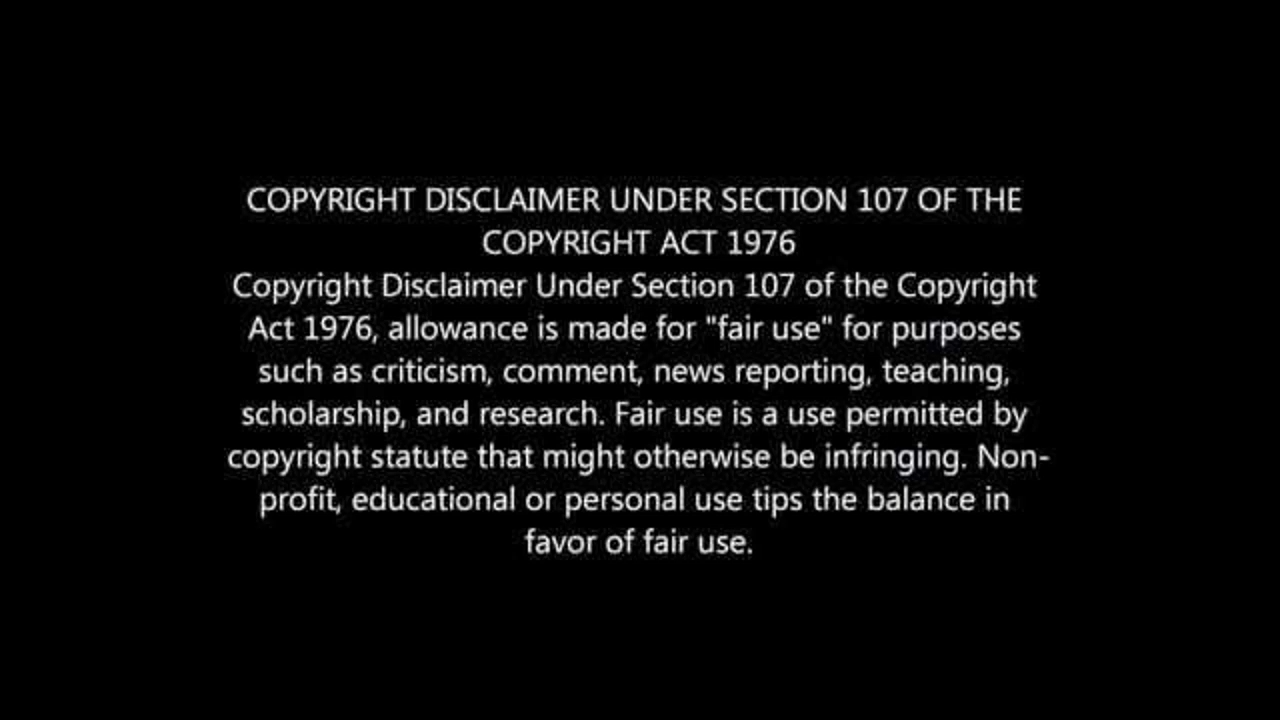 COPYRIGHT DISCLAIMER UNDER SECTION 107 OF THE
COPYRIGHT ACT 1976
Copyright Disclaimer Under Section 107 of the Copyright
Act 1976, allowance is made for "fair use" for purposes
such as criticism, comment, news reporting, teaching,
scholarship, and research. Fair use is a use permitted by
copyright statute that might otherwise be infringing. Non-
profit, educational or personal use tips the balance in
favor of fair use.